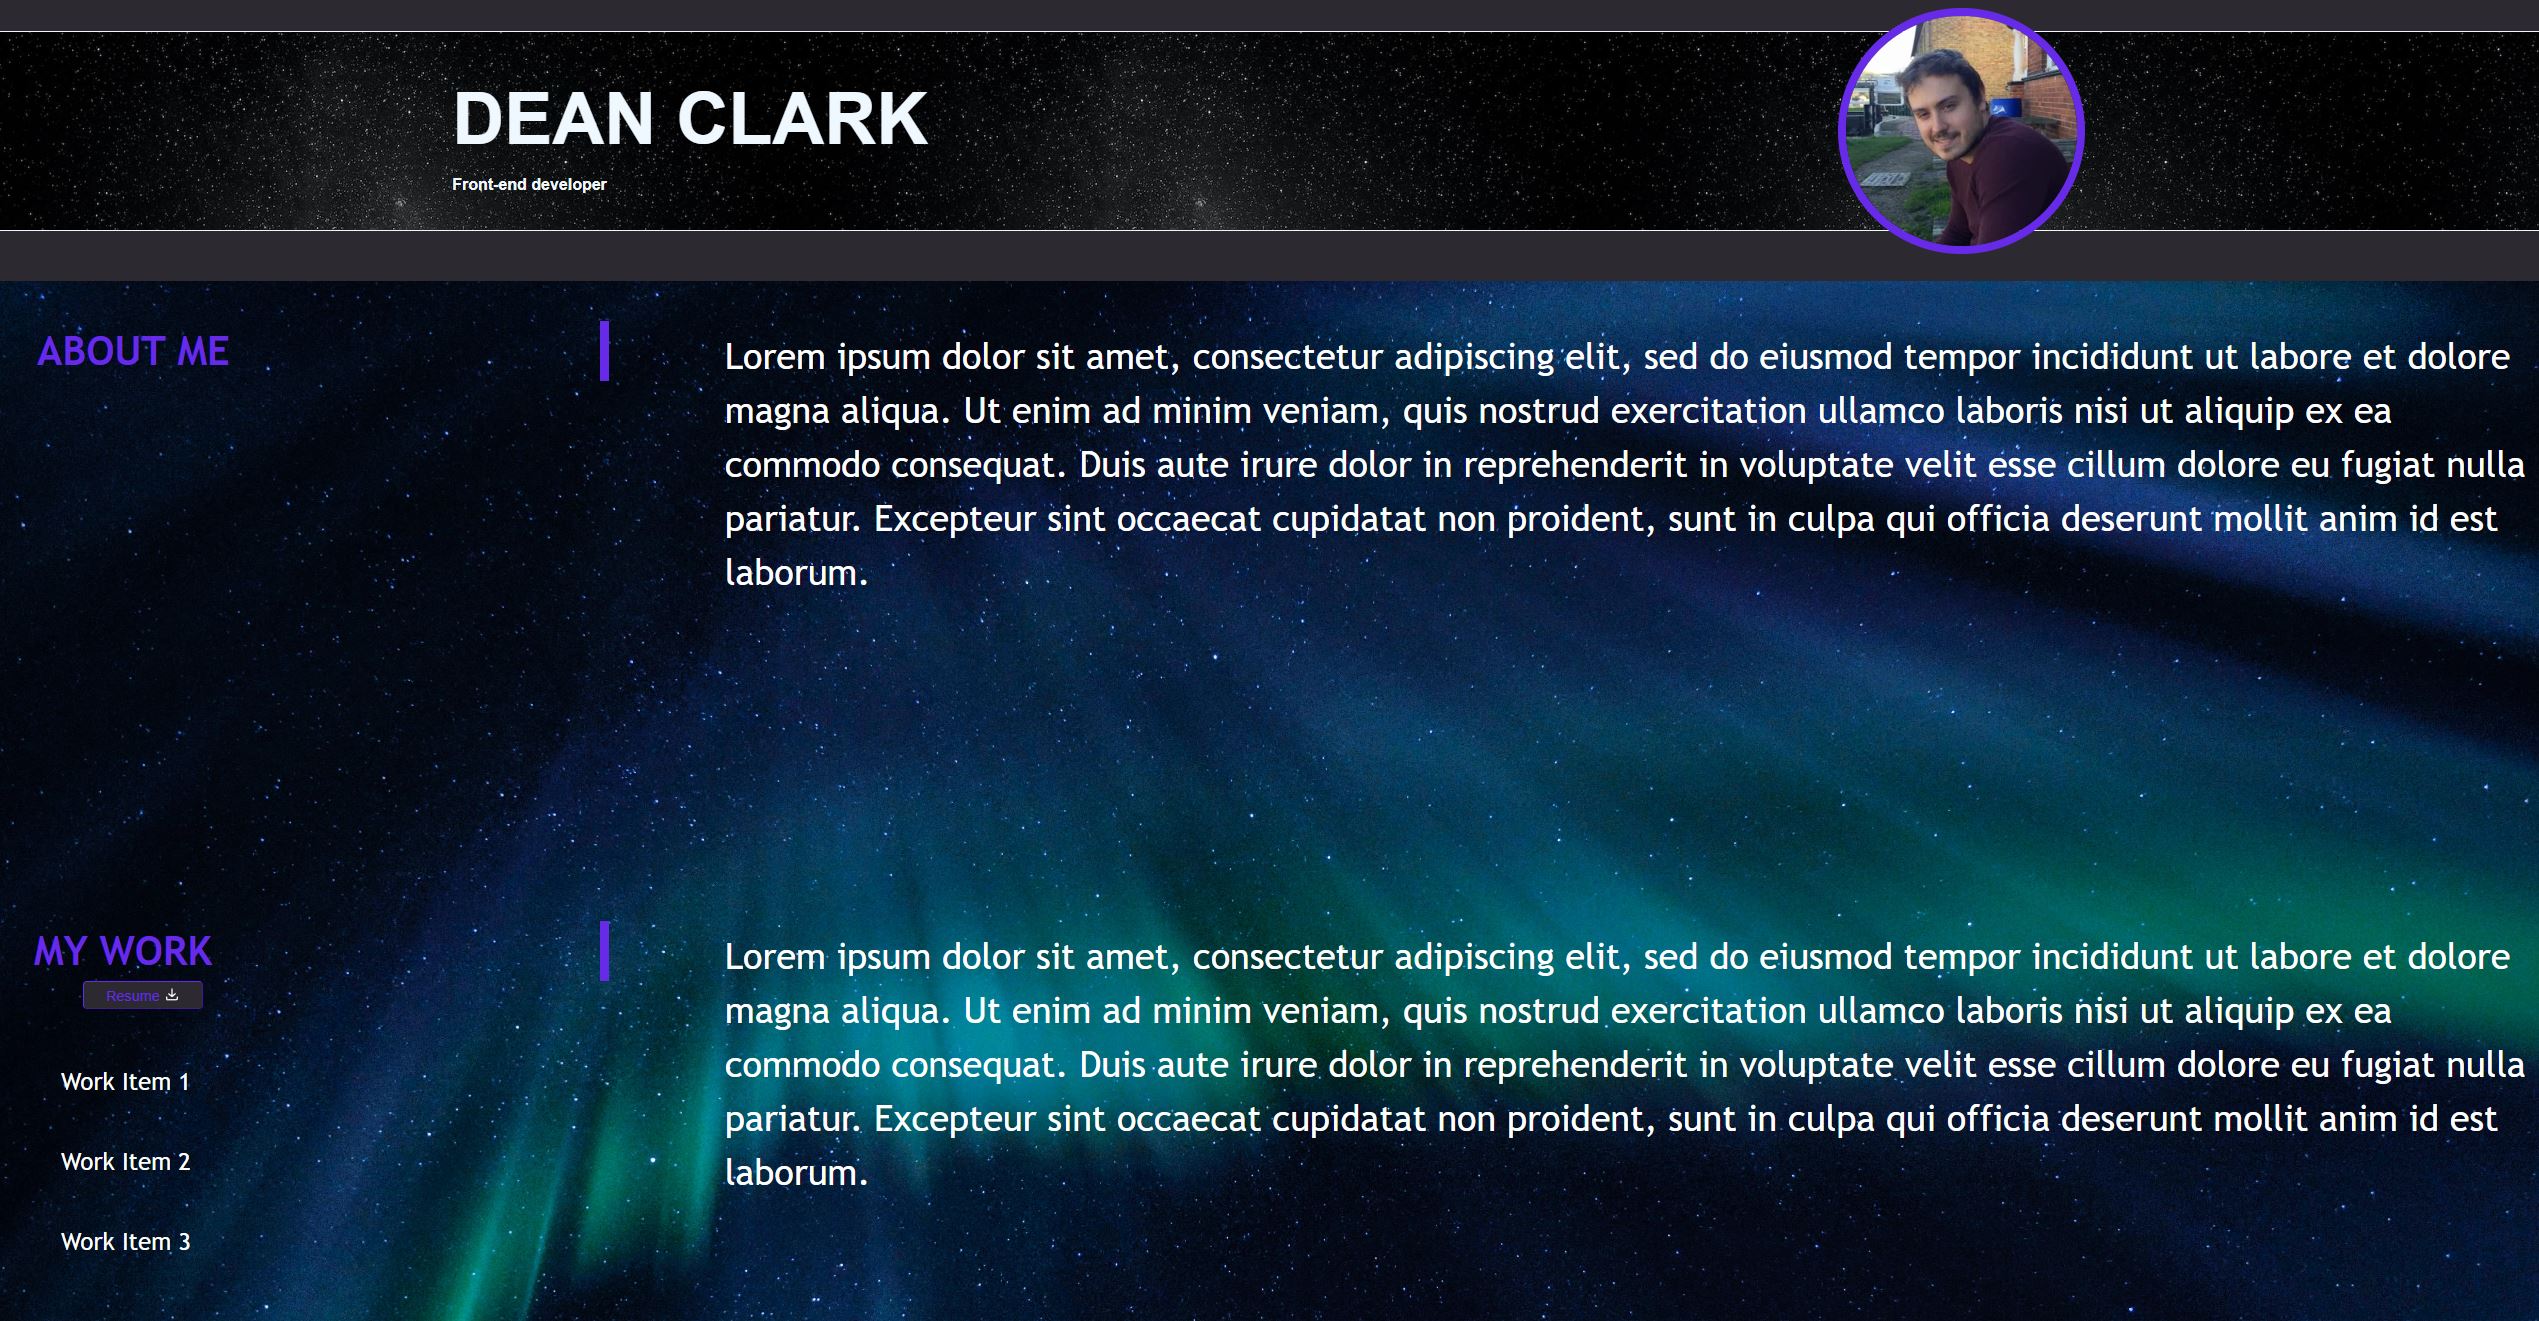 DEAN CLARK
Front-end developer
ABOUT ME
Lorem ipsum dolor sit amet, consectetur adipiscing elit, sed do eiusmod tempor incididunt ut labore et dolore
magna aliqua. Ut enim ad minim veniam, quis nostrud exercitation ullamco laboris nisi ut aliquip ex ea
commodo consequat. Duis aute irure dolor in reprehenderit in voluptate velit esse cillum dolore eu fugiat nulla
pariatur. Excepteur sint occaecat cupidatat non proident, sunt in culpa qui officia deserunt mollit anim id est
laborum.
MY WORK
Resume
Work Item 1
Work Item 2
Work Item 3
Lorem ipsum dolor sit amet, consectetur adipiscing elit, sed do eiusmod tempor incididunt ut labore et dolore
magna aliqua. Ut enim ad minim veniam, quis nostrud exercitation ullamco laboris nisi ut aliquip ex ea
commodo consequat. Duis aute irure dolor in reprehenderit in voluptate velit esse cillum dolore eu fugiat nulla
pariatur. Excepteur sint occaecat cupidatat non proident, sunt in culpa qui officia deserunt mollit anim id est
laborum.